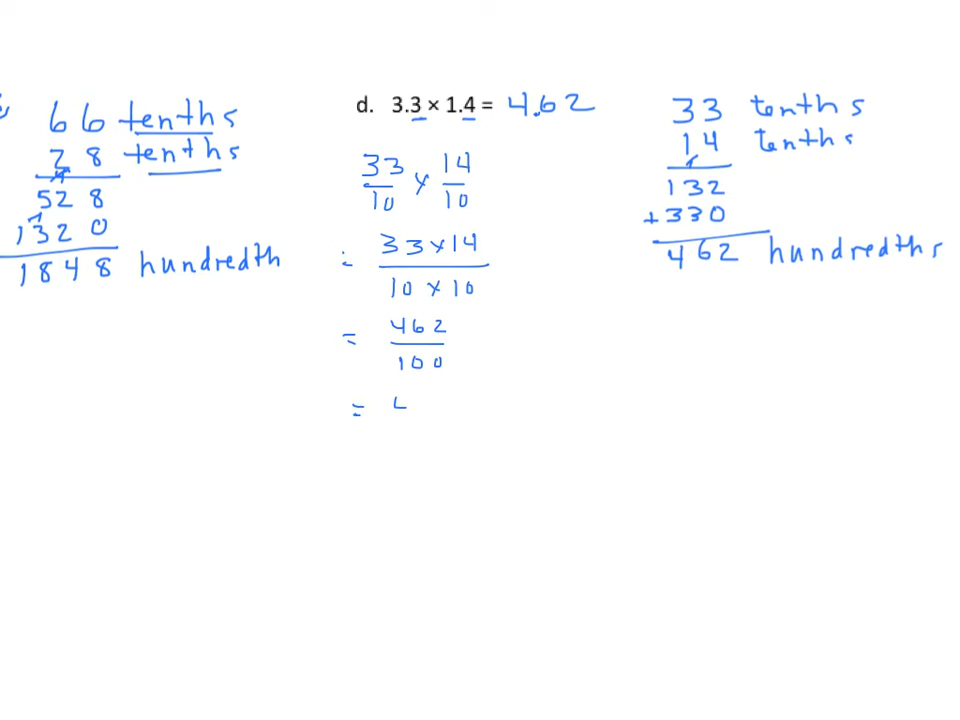 66 tenths
28 tenths
528
1320
1848 hundredth
d. 3.3 × 1.4 = 4.62
33/10 × 14/10
= 33×14 / 10×10
= 462/100
=
33 tenths
14 tenths
132
+330
462 hundredths